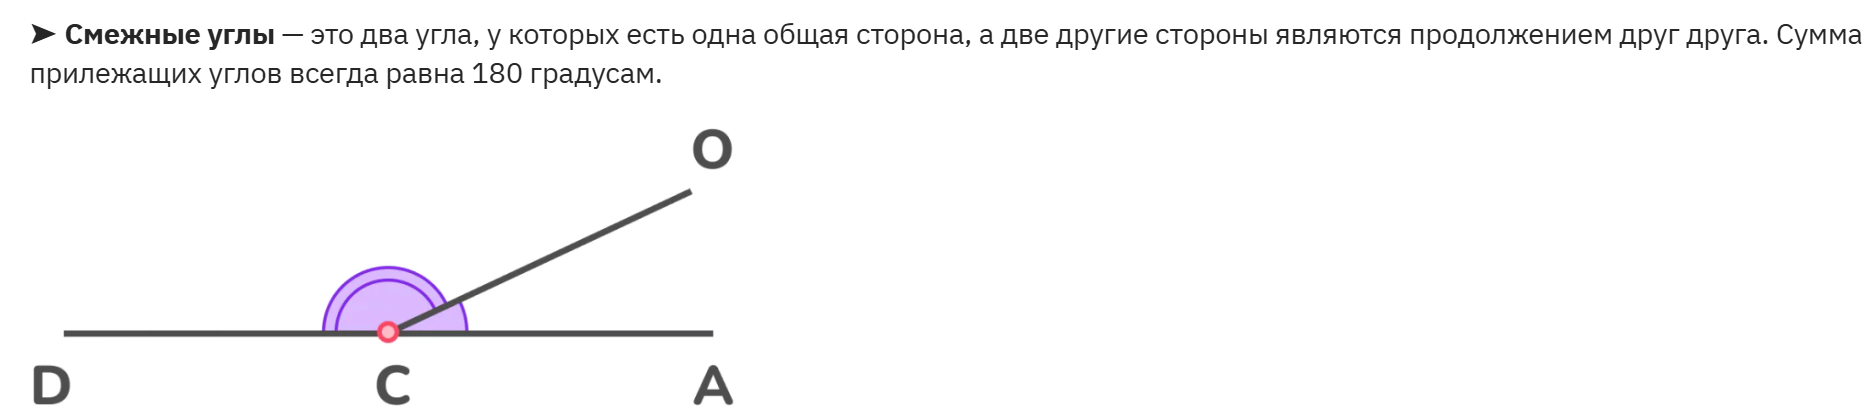 ➤ Смежные углы — это два угла, у которых есть одна общая сторона, а две другие стороны являются продолжением друг друга. Сумма
прилежащих углов всегда равна 180 градусам.
O
D C A